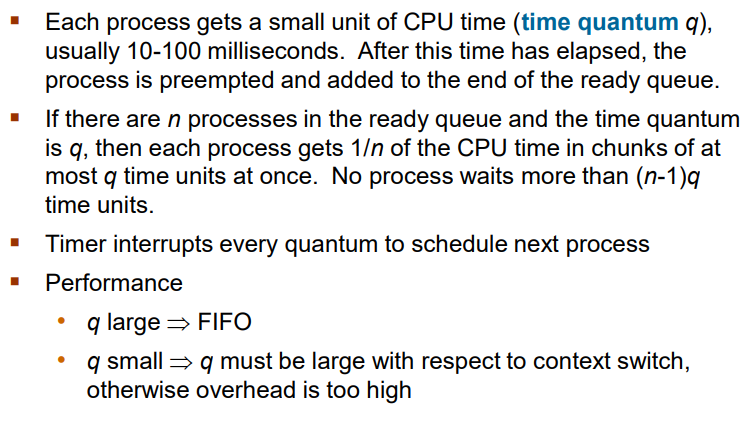 ▪ Each process gets a small unit of CPU time (time quantum q),
usually 10-100 milliseconds. After this time has elapsed, the
process is preempted and added to the end of the ready queue.
▪ If there are n processes in the ready queue and the time quantum
is q, then each process gets 1/n of the CPU time in chunks of at
most q time units at once. No process waits more than (n-1)q
time units.
▪ Timer interrupts every quantum to schedule next process
▪ Performance
• q large ⇒ FIFO
• q small ⇒ q must be large with respect to context switch,
otherwise overhead is too high